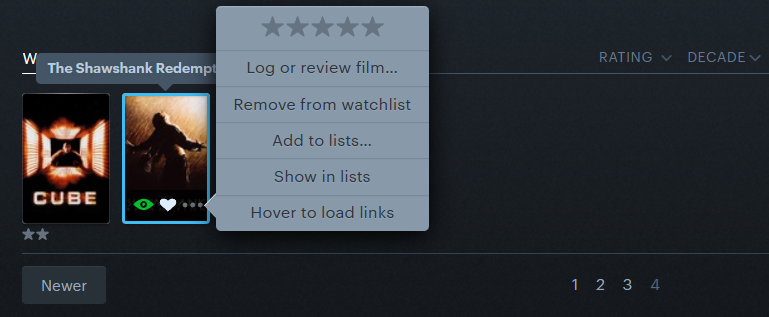 W
The Shawshank Redempt
RATING
DECADE
Log or review film...
Remove from watchlist
Add to lists...
Show in lists
Hover to load links
CUBE
Newer
1 2 3 4